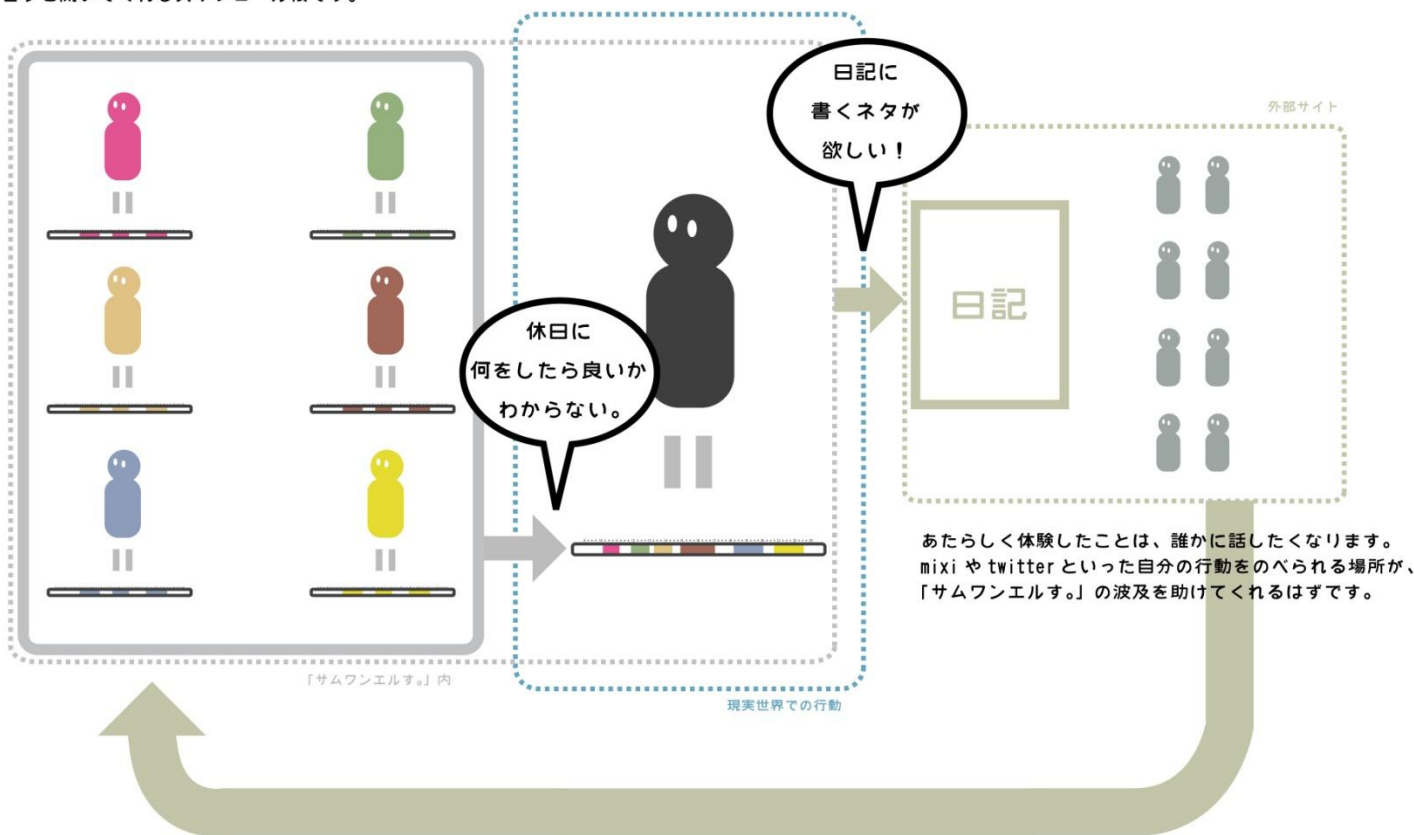 日記に
書くネタが
欲しい！
外部サイト
日記
休日に
何をしたら良いか
わからない。
あたらしく体験したことは、誰かに話したくなります。
mixi や twitter といった自分の行動をのべられる場所が、
「サムワンエルす。」の波及を助けてくれるはずです。
「サムワンエルす。」内
現実世界での行動